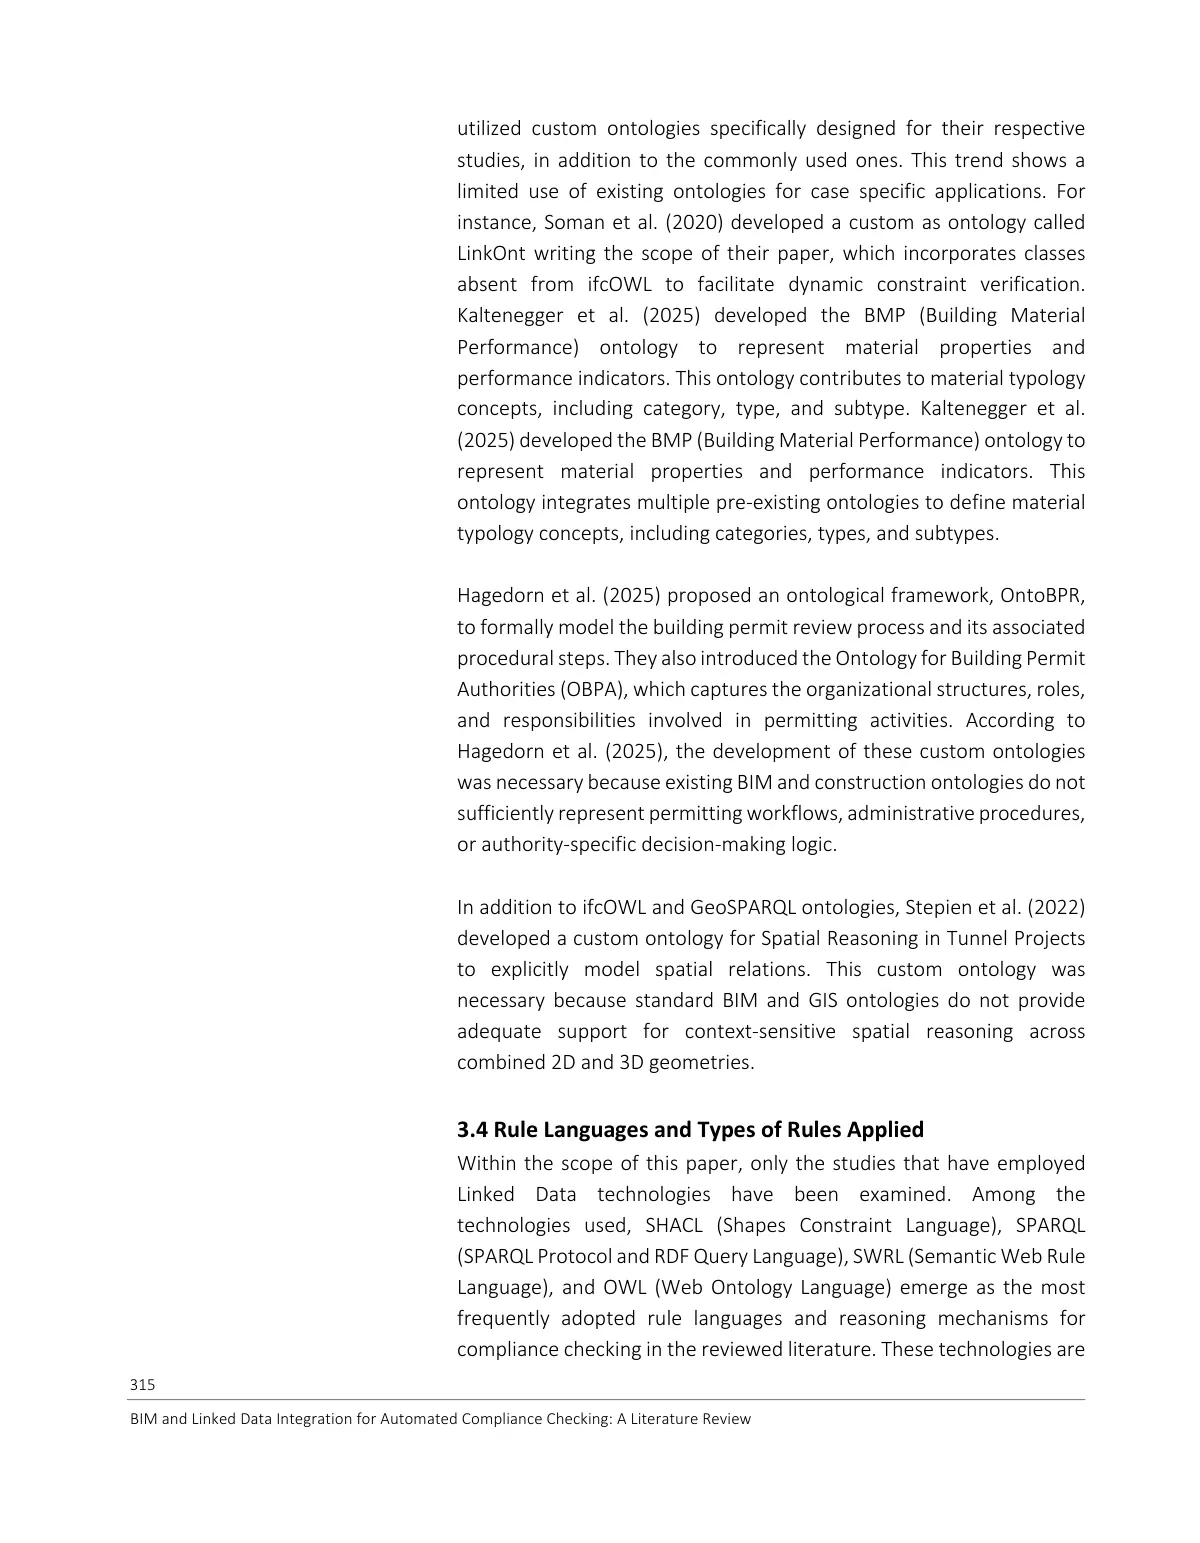 utilized custom ontologies specifically designed for their respective
studies, in addition to the commonly used ones. This trend shows a
limited use of existing ontologies for case specific applications. For
instance, Soman et al. (2020) developed a custom as ontology called
LinkOnt writing the scope of their paper, which incorporates classes
absent from ifcOWL to facilitate dynamic constraint verification.
Kaltenegger et al. (2025) developed the BMP (Building Material
Performance) ontology to represent material properties and
performance indicators. This ontology contributes to material typology
concepts, including category, type, and subtype. Kaltenegger et al.
(2025) developed the BMP (Building Material Performance) ontology to
represent material properties and performance indicators. This
ontology integrates multiple pre-existing ontologies to define material
typology concepts, including categories, types, and subtypes.
Hagedorn et al. (2025) proposed an ontological framework, OntoBPR,
to formally model the building permit review process and its associated
procedural steps. They also introduced the Ontology for Building Permit
Authorities (OBPA), which captures the organizational structures, roles,
and responsibilities involved in permitting activities. According to
Hagedorn et al. (2025), the development of these custom ontologies
was necessary because existing BIM and construction ontologies do not
sufficiently represent permitting workflows, administrative procedures,
or authority-specific decision-making logic.
In addition to ifcOWL and GeoSPARQL ontologies, Stepien et al. (2022)
developed a custom ontology for Spatial Reasoning in Tunnel Projects
to explicitly model spatial relations. This custom ontology was
necessary because standard BIM and GIS ontologies do not provide
adequate support for context-sensitive spatial reasoning across
combined 2D and 3D geometries.
3.4 Rule Languages and Types of Rules Applied
Within the scope of this paper, only the studies that have employed
Linked Data technologies have been examined. Among the
technologies used, SHACL (Shapes Constraint Language), SPARQL
(SPARQL Protocol and RDF Query Language), SWRL (Semantic Web Rule
Language), and OWL (Web Ontology Language) emerge as the most
frequently adopted rule languages and reasoning mechanisms for
compliance checking in the reviewed literature. These technologies are
315
BIM and Linked Data Integration for Automated Compliance Checking: A Literature Review